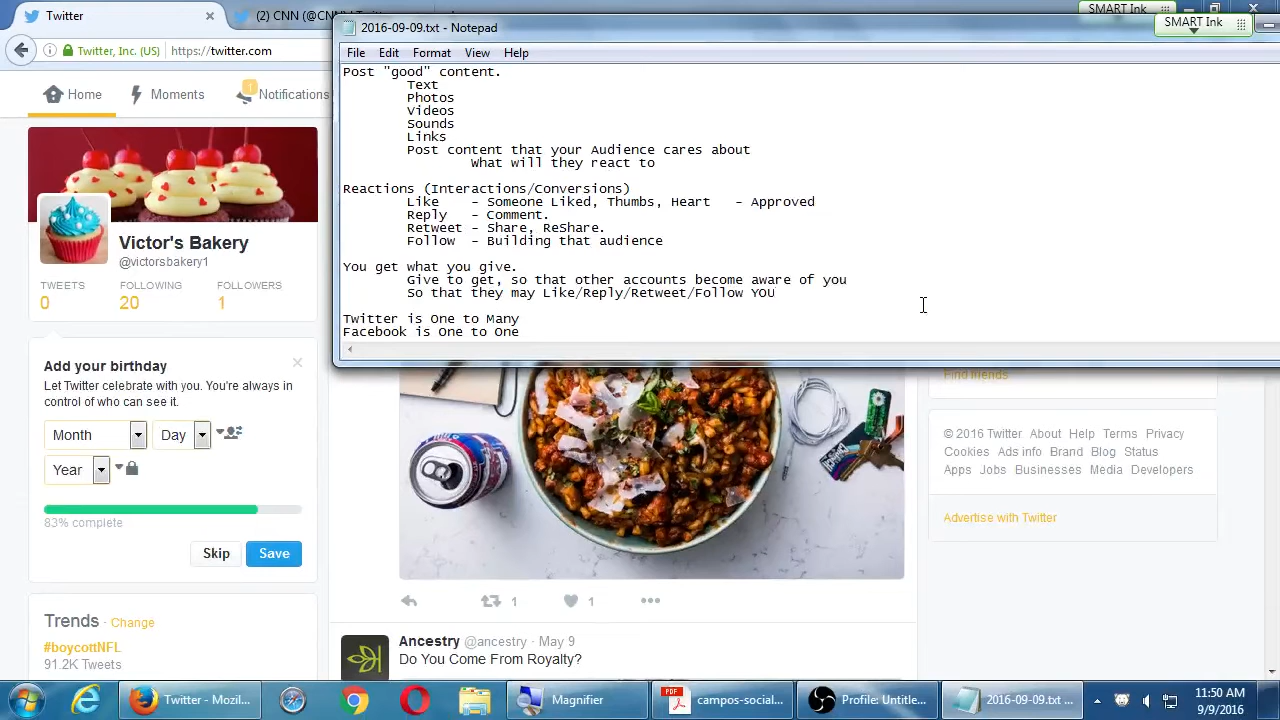 Twitter
(2) CNN (@CNN)
SMART Ink
SMART Ink
2016-09-09.txt - Notepad
Twitter, Inc. (US)
https://twitter.com
File Edit Format View Help
Home
Moments
1
Notifications
Post "good" content.
Text
Photos
Videos
Sounds
Links
Post content that your Audience cares about
What will they react to
Reactions (Interactions/Conversions)
Like - Someone Liked, Thumbs, Heart - Approved
Reply - Comment.
Retweet - Share, ReShare.
Follow - Building that audience
You get what you give.
Give to get, so that other accounts become aware of you
So that they may Like/Reply/Retweet/Follow YOU
Twitter is One to Many
Facebook is One to One
Victor's Bakery
@victorsbakery1
TWEETS FOLLOWING FOLLOWERS
0 20 1
Add your birthday
Let Twitter celebrate with you. You're always in
control of who can see it.
Month Day
Year
83% complete
Skip Save
Trends · Change
#boycottNFL
91.2K Tweets
1 1
Ancestry @ancestry · May 9
Do You Come From Royalty?
Find friends
© 2016 Twitter About Help Terms Privacy
Cookies Ads info Brand Blog Status
Apps Jobs Businesses Media Developers
Advertise with Twitter
Twitter - Mozil...
Magnifier
PDF
campos-social...
Profile: Untitle...
2016-09-09.txt ...
11:50 AM
9/9/2016